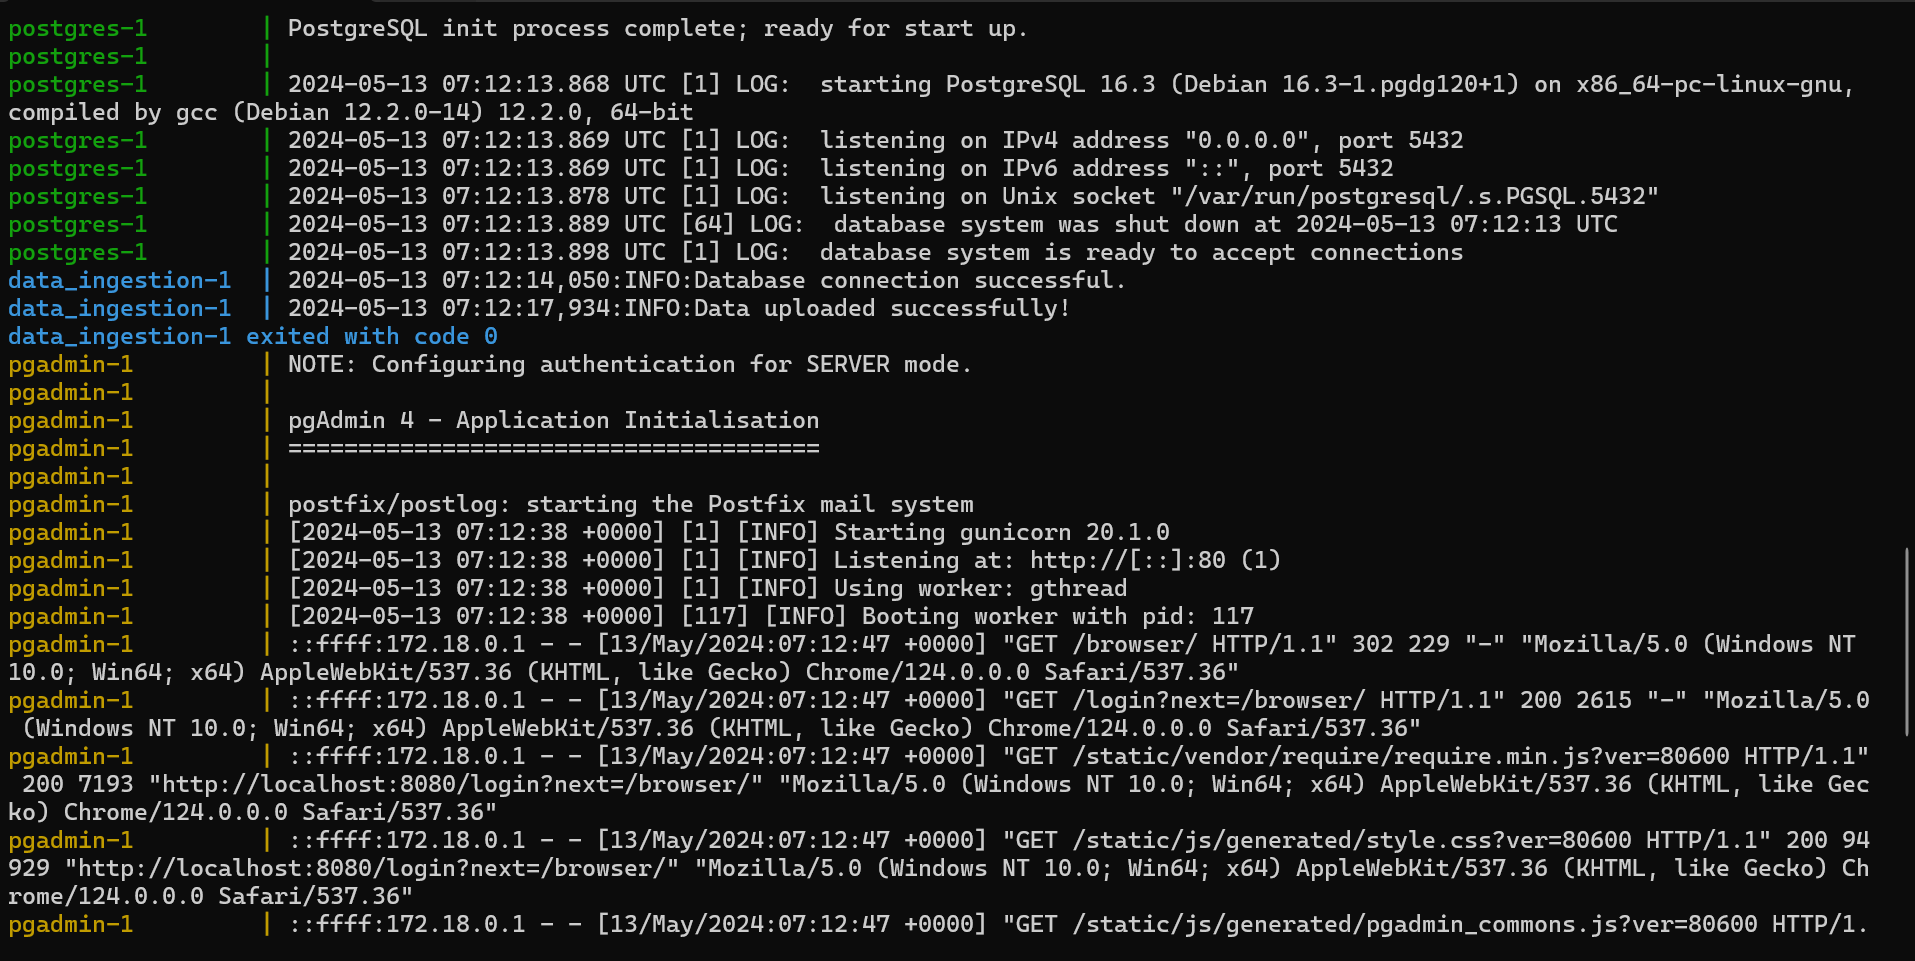 postgres-1        | PostgreSQL init process complete; ready for start up.
postgres-1        |
postgres-1        | 2024-05-13 07:12:13.868 UTC [1] LOG:  starting PostgreSQL 16.3 (Debian 16.3-1.pgdg120+1) on x86_64-pc-linux-gnu,
compiled by gcc (Debian 12.2.0-14) 12.2.0, 64-bit
postgres-1        | 2024-05-13 07:12:13.869 UTC [1] LOG:  listening on IPv4 address "0.0.0.0", port 5432
postgres-1        | 2024-05-13 07:12:13.869 UTC [1] LOG:  listening on IPv6 address "::", port 5432
postgres-1        | 2024-05-13 07:12:13.878 UTC [1] LOG:  listening on Unix socket "/var/run/postgresql/.s.PGSQL.5432"
postgres-1        | 2024-05-13 07:12:13.889 UTC [64] LOG:  database system was shut down at 2024-05-13 07:12:13 UTC
postgres-1        | 2024-05-13 07:12:13.898 UTC [1] LOG:  database system is ready to accept connections
data_ingestion-1  | 2024-05-13 07:12:14,050:INFO:Database connection successful.
data_ingestion-1  | 2024-05-13 07:12:17,934:INFO:Data uploaded successfully!
data_ingestion-1 exited with code 0
pgadmin-1         | NOTE: Configuring authentication for SERVER mode.
pgadmin-1         |
pgadmin-1         | pgAdmin 4 - Application Initialisation
pgadmin-1         | ======================================
pgadmin-1         |
pgadmin-1         | postfix/postlog: starting the Postfix mail system
pgadmin-1         | [2024-05-13 07:12:38 +0000] [1] [INFO] Starting gunicorn 20.1.0
pgadmin-1         | [2024-05-13 07:12:38 +0000] [1] [INFO] Listening at: http://[::]:80 (1)
pgadmin-1         | [2024-05-13 07:12:38 +0000] [1] [INFO] Using worker: gthread
pgadmin-1         | [2024-05-13 07:12:38 +0000] [117] [INFO] Booting worker with pid: 117
pgadmin-1         | ::ffff:172.18.0.1 - - [13/May/2024:07:12:47 +0000] "GET /browser/ HTTP/1.1" 302 229 "-" "Mozilla/5.0 (Windows NT
10.0; Win64; x64) AppleWebKit/537.36 (KHTML, like Gecko) Chrome/124.0.0.0 Safari/537.36"
pgadmin-1         | ::ffff:172.18.0.1 - - [13/May/2024:07:12:47 +0000] "GET /login?next=/browser/ HTTP/1.1" 200 2615 "-" "Mozilla/5.0
 (Windows NT 10.0; Win64; x64) AppleWebKit/537.36 (KHTML, like Gecko) Chrome/124.0.0.0 Safari/537.36"
pgadmin-1         | ::ffff:172.18.0.1 - - [13/May/2024:07:12:47 +0000] "GET /static/vendor/require/require.min.js?ver=80600 HTTP/1.1"
 200 7193 "http://localhost:8080/login?next=/browser/" "Mozilla/5.0 (Windows NT 10.0; Win64; x64) AppleWebKit/537.36 (KHTML, like Gec
ko) Chrome/124.0.0.0 Safari/537.36"
pgadmin-1         | ::ffff:172.18.0.1 - - [13/May/2024:07:12:47 +0000] "GET /static/js/generated/style.css?ver=80600 HTTP/1.1" 200 94
929 "http://localhost:8080/login?next=/browser/" "Mozilla/5.0 (Windows NT 10.0; Win64; x64) AppleWebKit/537.36 (KHTML, like Gecko) Ch
rome/124.0.0.0 Safari/537.36"
pgadmin-1         | ::ffff:172.18.0.1 - - [13/May/2024:07:12:47 +0000] "GET /static/js/generated/pgadmin_commons.js?ver=80600 HTTP/1.